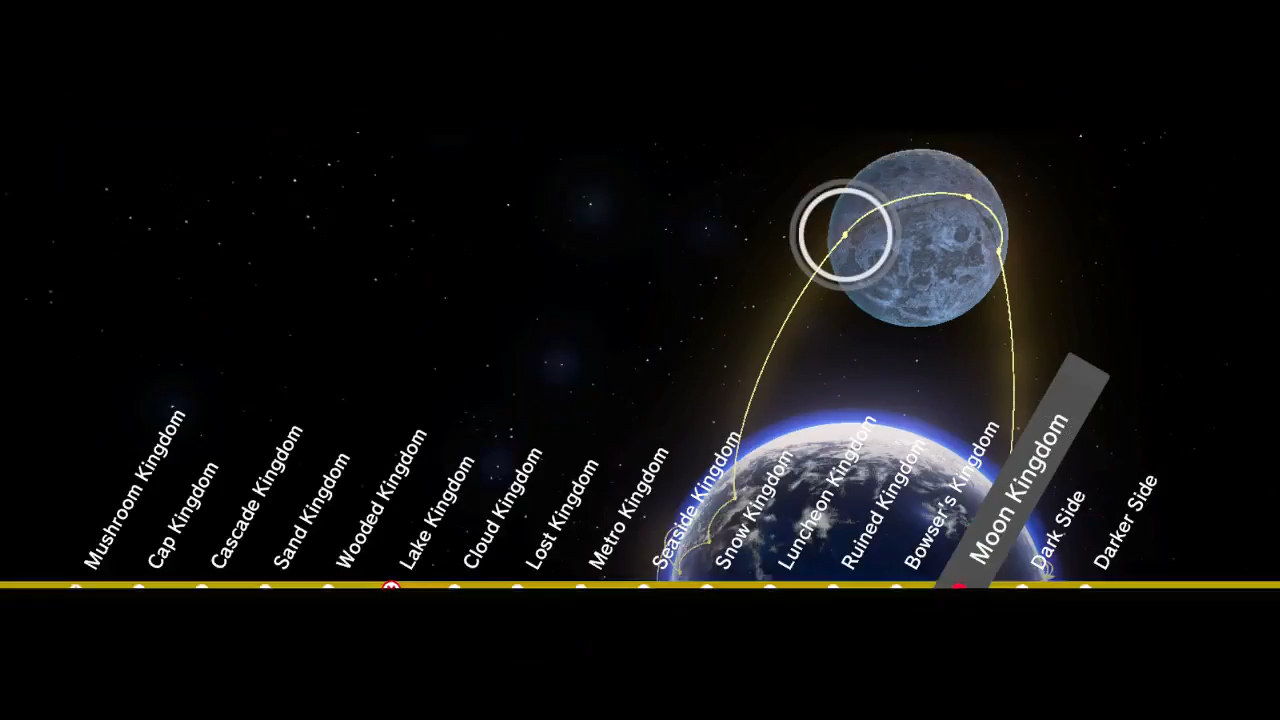 Mushroom Kingdom
Cap Kingdom
Cascade Kingdom
Sand Kingdom
Wooded Kingdom
Lake Kingdom
Cloud Kingdom
Lost Kingdom
Metro Kingdom
Seaside Kingdom
Snow Kingdom
Luncheon Kingdom
Ruined Kingdom
Bowser's Kingdom
Moon Kingdom
Dark Side
Darker Side